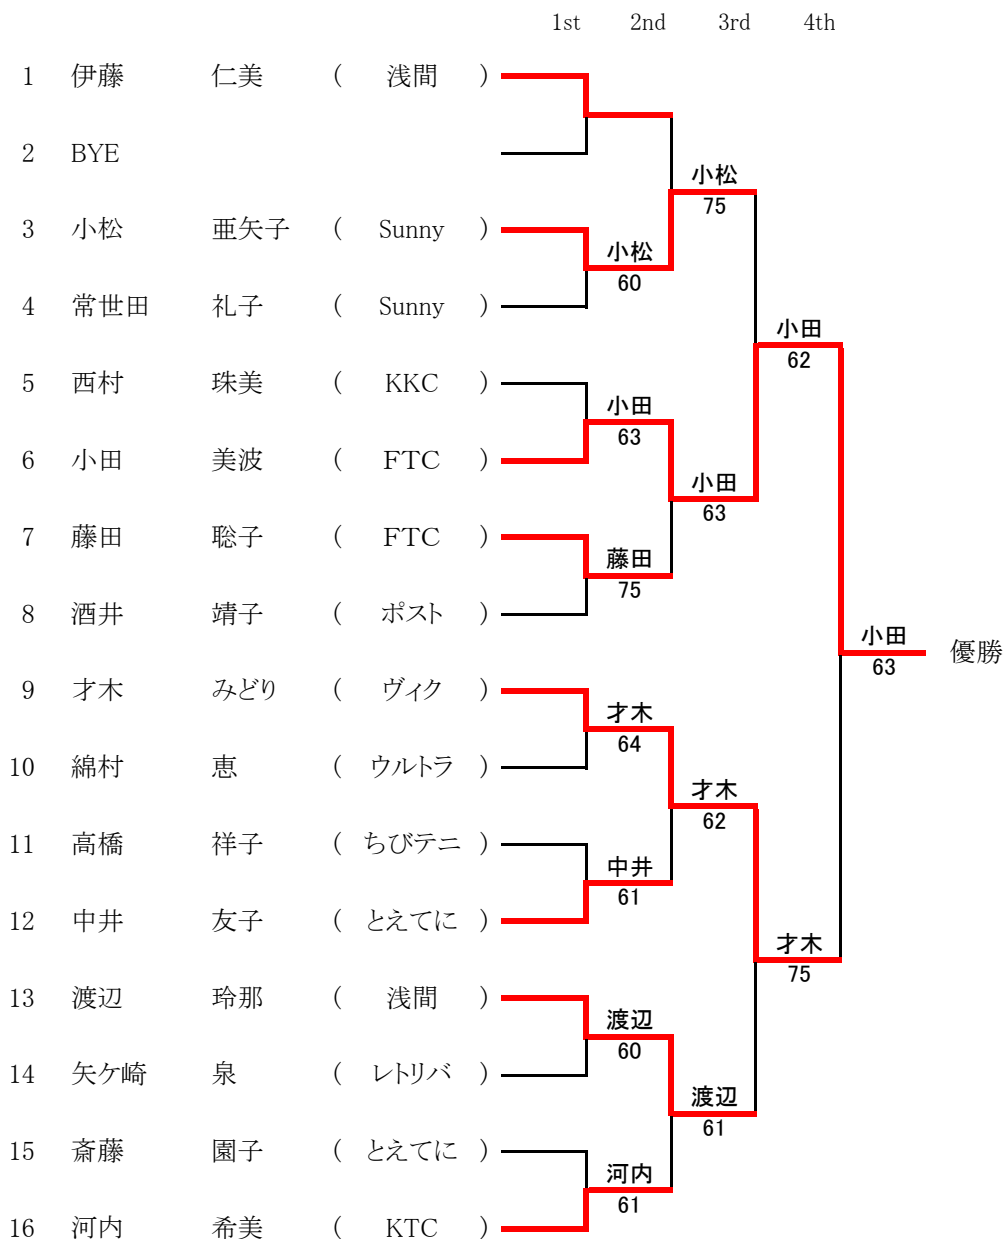 1st 2nd 3rd 4th
1 伊藤 仁美 ( 浅間 )
2 BYE
小松
75
3 小松 亜矢子 ( Sunny )
小松
60
4 常世田 礼子 ( Sunny )
小田
62
5 西村 珠美 ( KKC )
小田
63
6 小田 美波 ( FTC )
小田
63
7 藤田 聡子 ( FTC )
藤田
75
8 酒井 靖子 ( ポスト )
小田 優勝
63
9 才木 みどり ( ヴィク )
才木
64
10 綿村 恵 ( ウルトラ )
才木
62
11 高橋 祥子 ( ちびテニ )
中井
61
12 中井 友子 ( とえてに )
才木
75
13 渡辺 玲那 ( 浅間 )
渡辺
60
14 矢ケ崎 泉 ( レトリバ )
渡辺
61
15 斎藤 園子 ( とえてに )
河内
61
16 河内 希美 ( KTC )